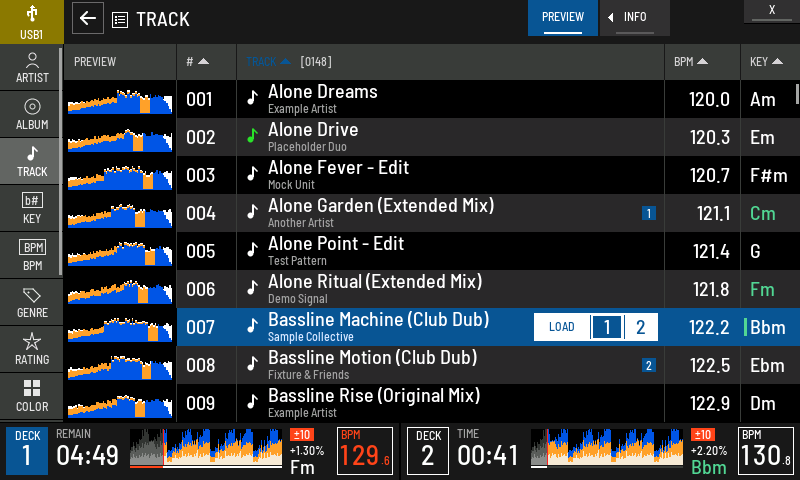 USB1
TRACK
PREVIEW
INFO
X
ARTIST
ALBUM
TRACK
b#
KEY
BPM
BPM
GENRE
RATING
COLOR
PREVIEW # TRACK [0148] BPM KEY
001 Alone Dreams 120.0 Am
Example Artist
002 Alone Drive 120.3 Em
Placeholder Duo
003 Alone Fever - Edit 120.7 F#m
Mock Unit
004 Alone Garden (Extended Mix) 1 121.1 Cm
Another Artist
005 Alone Point - Edit 121.4 G
Test Pattern
006 Alone Ritual (Extended Mix) 121.8 Fm
Demo Signal
007 Bassline Machine (Club Dub) LOAD 1 2 122.2 Bbm
Sample Collective
008 Bassline Motion (Club Dub) 2 122.5 Ebm
Fixture & Friends
009 Bassline Rise (Original Mix) 122.9 Dm
Example Artist
DECK 1
REMAIN
04:49
±10
+1.30%
Fm
BPM
129.6
DECK 2
TIME
00:41
±10
+2.20%
Bbm
BPM
130.8